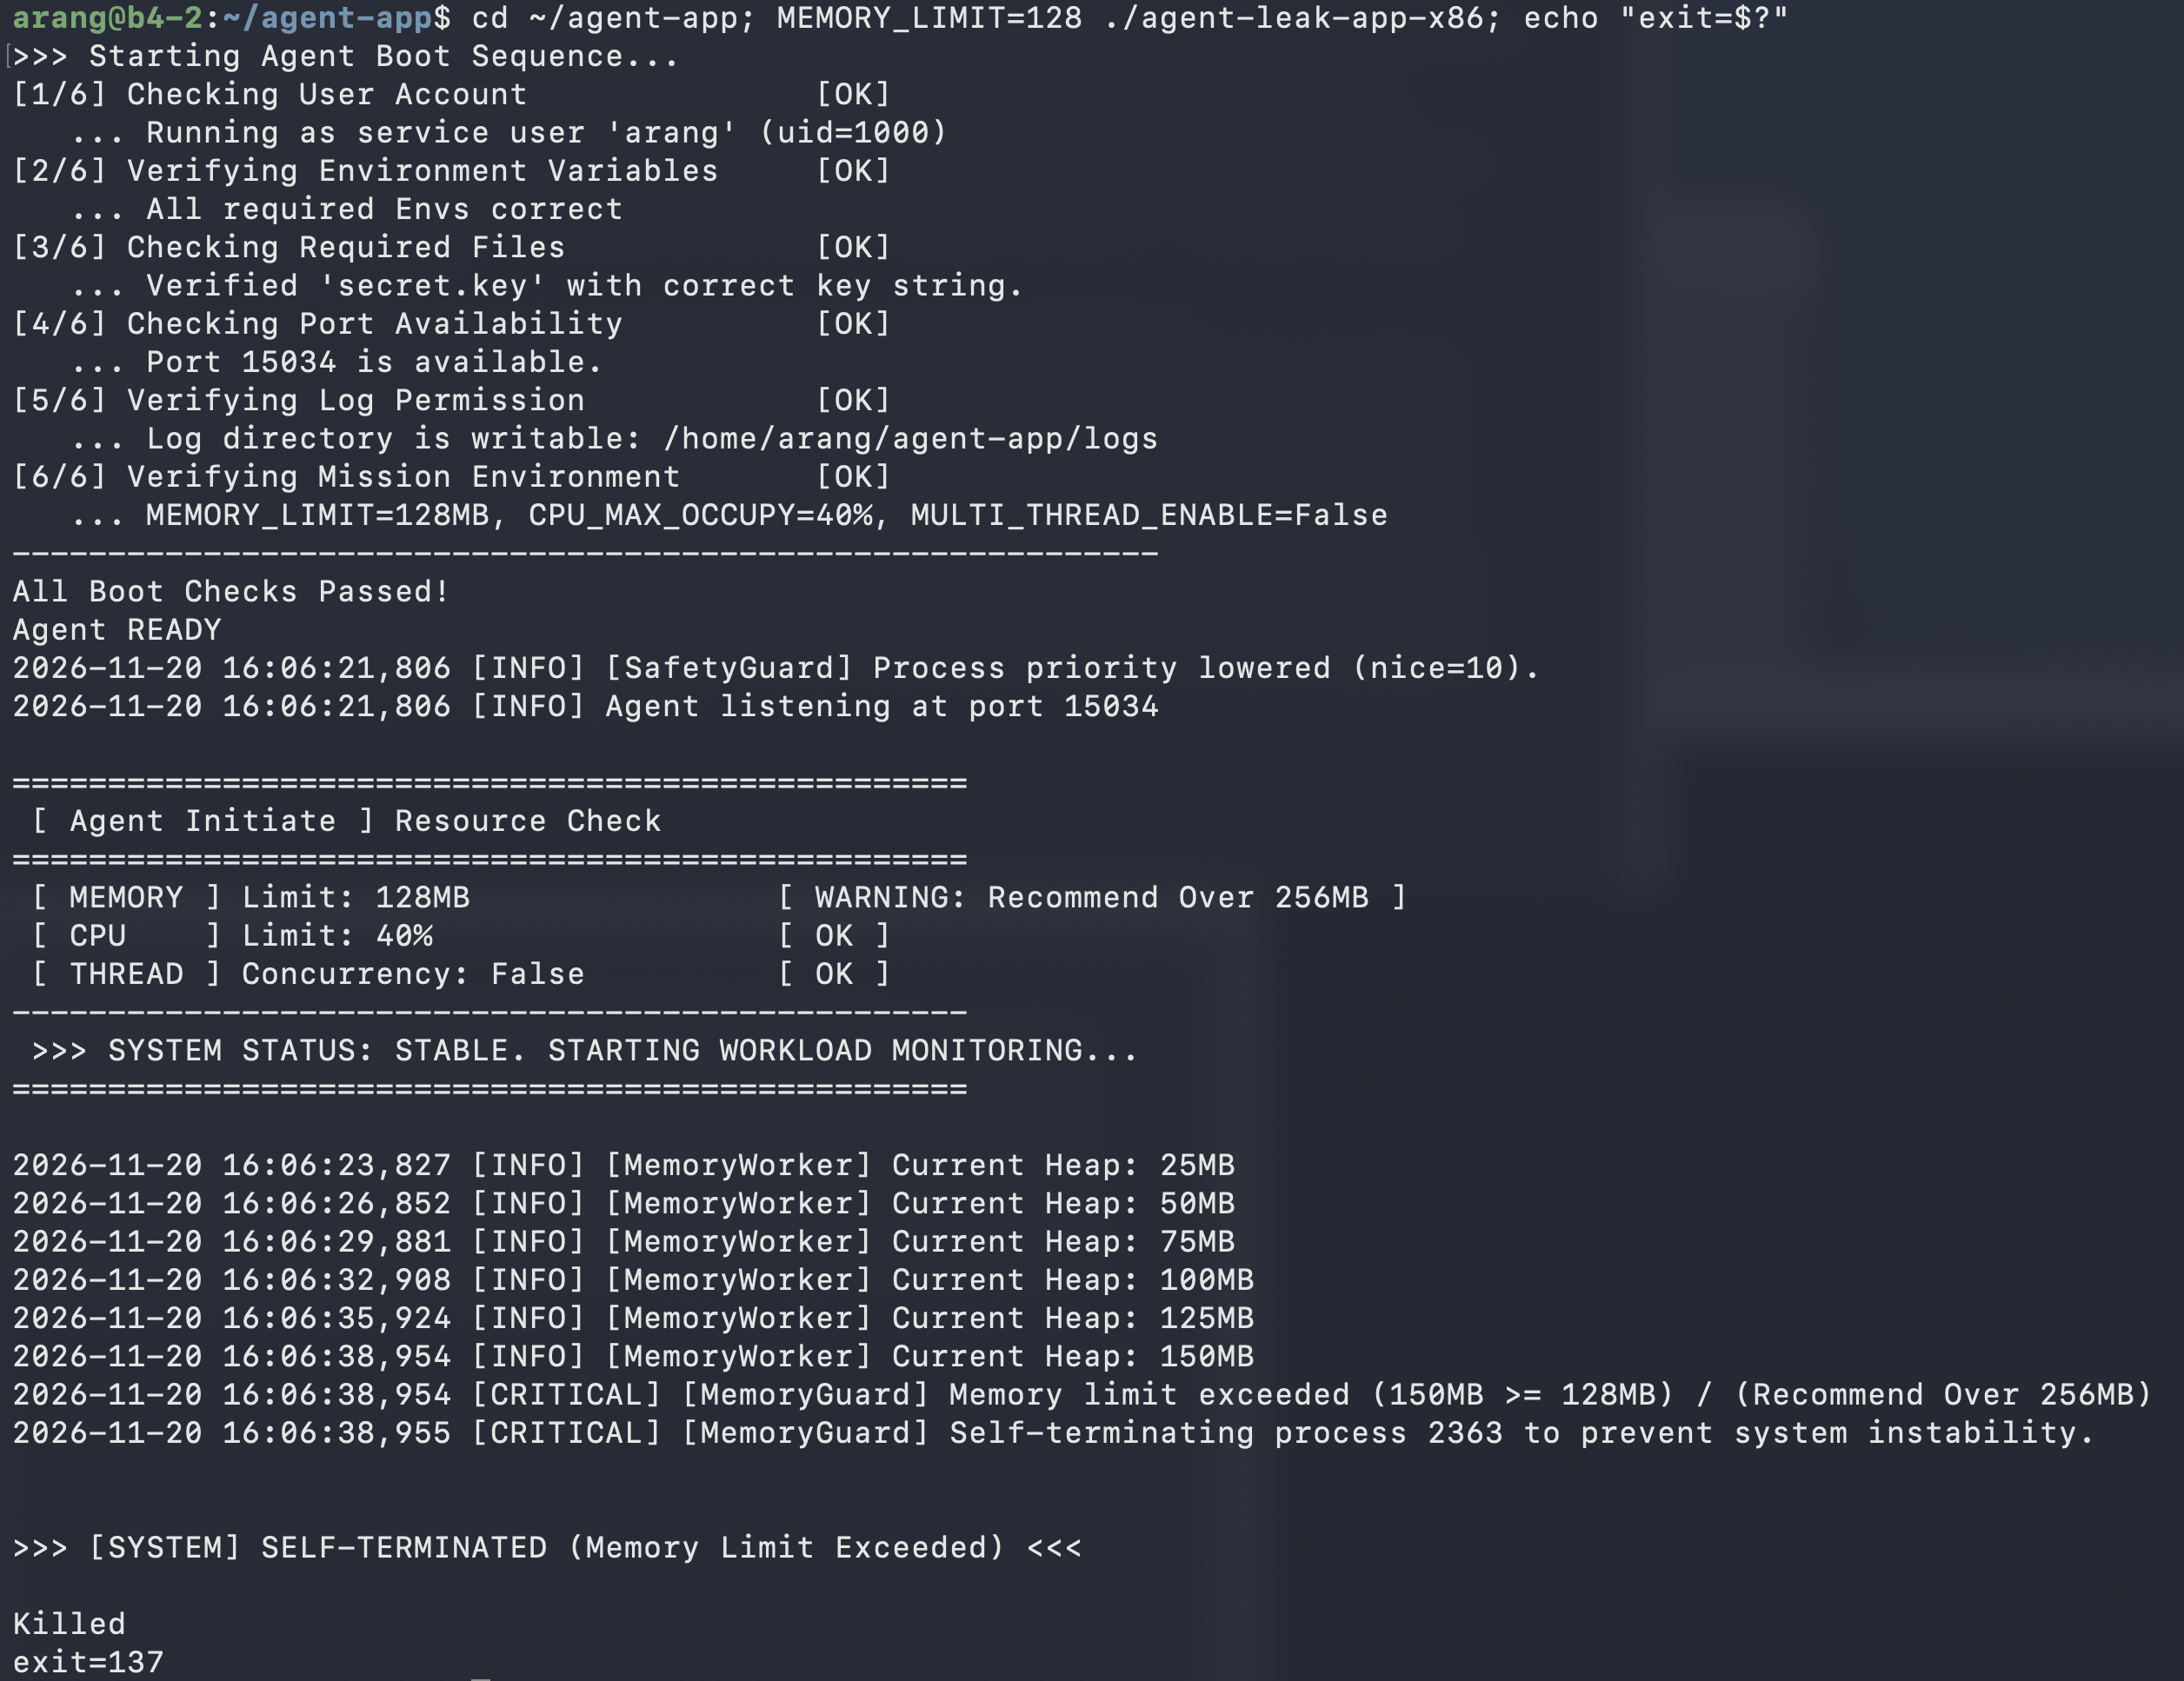 arang@b4-2:~/agent-app$ cd ~/agent-app; MEMORY_LIMIT=128 ./agent-leak-app-x86; echo "exit=$?"
[>>> Starting Agent Boot Sequence...
[1/6] Checking User Account               [OK]
   ... Running as service user 'arang' (uid=1000)
[2/6] Verifying Environment Variables     [OK]
   ... All required Envs correct
[3/6] Checking Required Files             [OK]
   ... Verified 'secret.key' with correct key string.
[4/6] Checking Port Availability          [OK]
   ... Port 15034 is available.
[5/6] Verifying Log Permission            [OK]
   ... Log directory is writable: /home/arang/agent-app/logs
[6/6] Verifying Mission Environment       [OK]
   ... MEMORY_LIMIT=128MB, CPU_MAX_OCCUPY=40%, MULTI_THREAD_ENABLE=False
------------------------------------------------------------
All Boot Checks Passed!
Agent READY
2026-11-20 16:06:21,806 [INFO] [SafetyGuard] Process priority lowered (nice=10).
2026-11-20 16:06:21,806 [INFO] Agent listening at port 15034

==================================================
 [ Agent Initiate ] Resource Check
==================================================
 [ MEMORY ] Limit: 128MB                [ WARNING: Recommend Over 256MB ]
 [ CPU    ] Limit: 40%                  [ OK ]
 [ THREAD ] Concurrency: False          [ OK ]
--------------------------------------------------
 >>> SYSTEM STATUS: STABLE. STARTING WORKLOAD MONITORING...
==================================================

2026-11-20 16:06:23,827 [INFO] [MemoryWorker] Current Heap: 25MB
2026-11-20 16:06:26,852 [INFO] [MemoryWorker] Current Heap: 50MB
2026-11-20 16:06:29,881 [INFO] [MemoryWorker] Current Heap: 75MB
2026-11-20 16:06:32,908 [INFO] [MemoryWorker] Current Heap: 100MB
2026-11-20 16:06:35,924 [INFO] [MemoryWorker] Current Heap: 125MB
2026-11-20 16:06:38,954 [INFO] [MemoryWorker] Current Heap: 150MB
2026-11-20 16:06:38,954 [CRITICAL] [MemoryGuard] Memory limit exceeded (150MB >= 128MB) / (Recommend Over 256MB)
2026-11-20 16:06:38,955 [CRITICAL] [MemoryGuard] Self-terminating process 2363 to prevent system instability.

>>> [SYSTEM] SELF-TERMINATED (Memory Limit Exceeded) <<<

Killed
exit=137